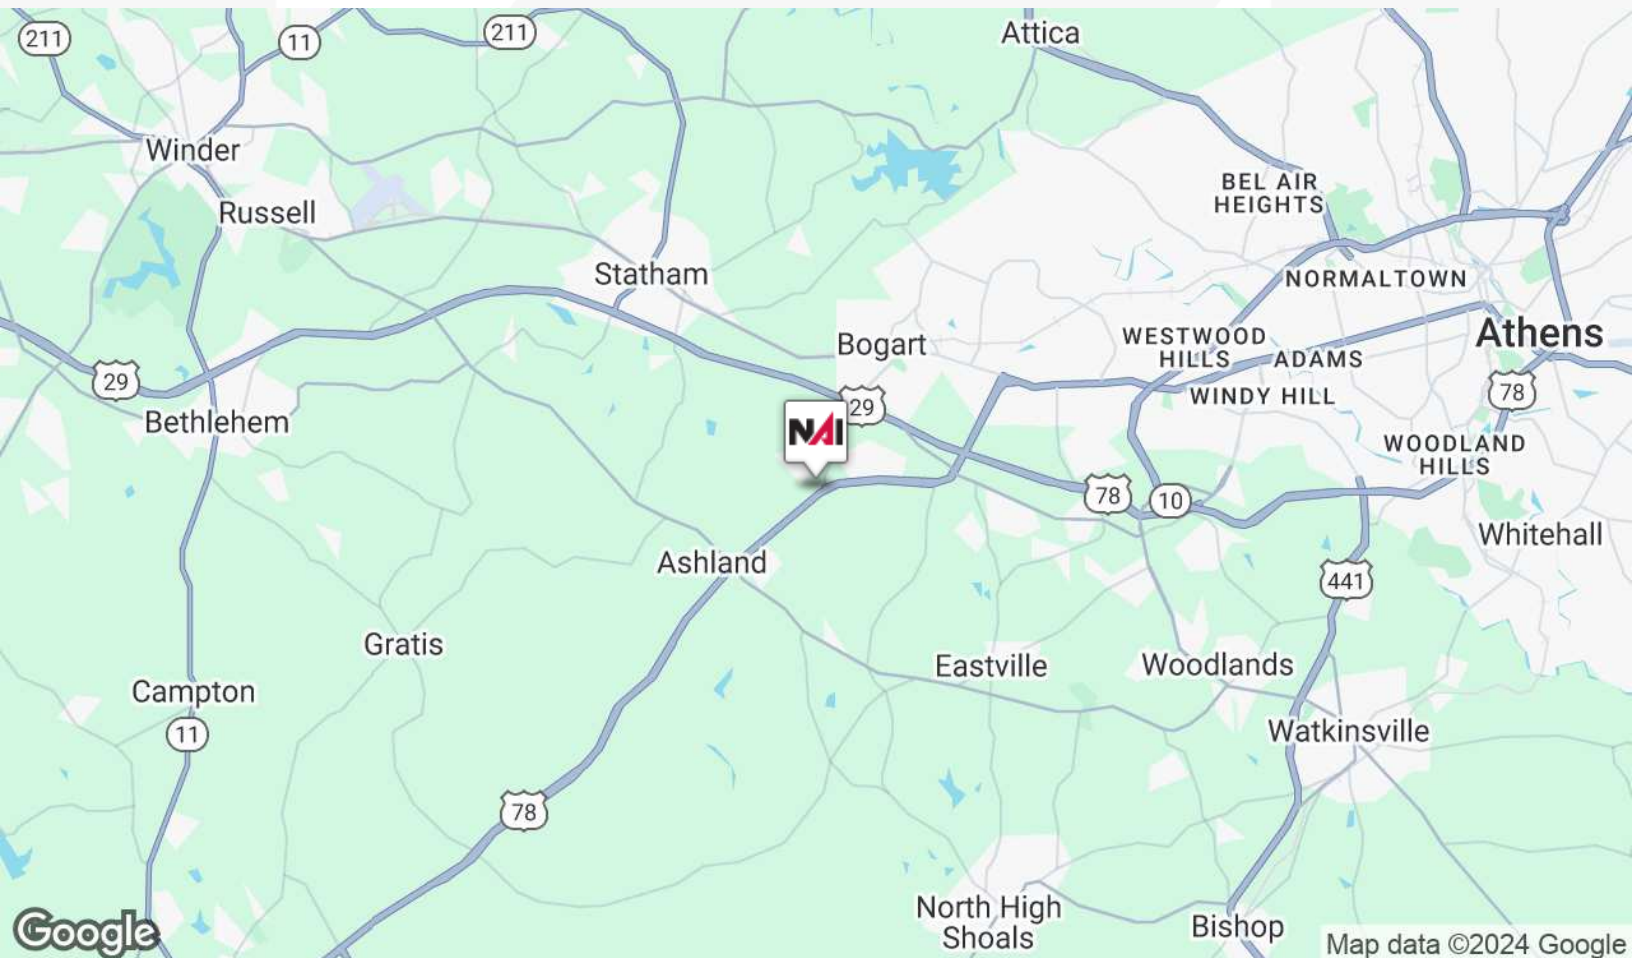 211
11
211
Attica
Winder
BEL AIR
HEIGHTS
Russell
Statham
NORMALTOWN
Bogart
WESTWOOD
HILLS
ADAMS
Athens
29
WINDY HILL
78
29
NAI
Bethlehem
WOODLAND
HILLS
78
10
Whitehall
Ashland
441
Gratis
Eastville
Woodlands
Campton
11
Watkinsville
78
North High
Shoals
Bishop
Google
Map data ©2024 Google